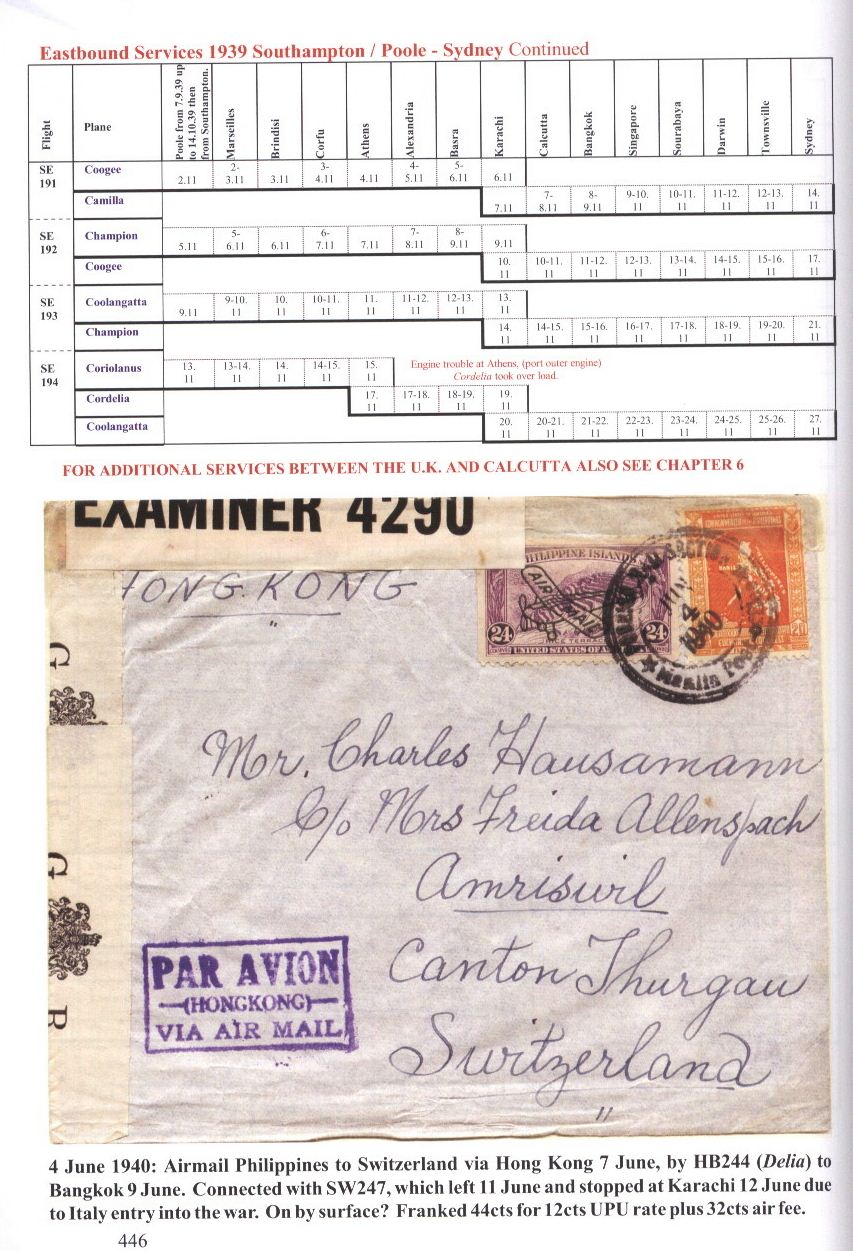 Eastbound Services 1939 Southampton / Poole - Sydney Continued
Flight Plane Poole from 7.9.39 up to 14.10.39 then from Southampton. Marseilles Brindisi Corfu Athens Alexandria Basra Karachi Calcutta Bangkok Singapore Sourabaya Darwin Townsville Sydney
SE 191 Coogee 2.11 2-3.11 3.11 3-4.11 4.11 4-5.11 5-6.11 6.11
Camilla 7.11 7-8.11 8-9.11 9-10.11 10-11.11 11-12.11 12-13.11 14.11
SE 192 Champion 5.11 5-6.11 6.11 6-7.11 7.11 7-8.11 8-9.11 9.11
Coogee 10.11 10-11.11 11-12.11 12-13.11 13-14.11 14-15.11 15-16.11 17.11
SE 193 Coolangatta 9.11 9-10.11 10.11 10-11.11 11.11 11-12.11 12-13.11 13.11
Champion 14.11 14-15.11 15-16.11 16-17.11 17-18.11 18-19.11 19-20.11 21.11
SE 194 Coriolanus 13.11 13-14.11 14.11 14-15.11 15.11 Engine trouble at Athens, (port outer engine)
Cordelia took over load.
Cordelia 17.11 17-18.11 18-19.11 19.11
Coolangatta 20.11 20-21.11 21-22.11 22-23.11 23-24.11 24-25.11 25-26.11 27.11
FOR ADDITIONAL SERVICES BETWEEN THE U.K. AND CALCUTTA ALSO SEE CHAPTER 6
EXAMINER 4290
HONG KONG
PHILIPPINE ISLANDS
AIR MAIL
24 24
UNITED STATES OF
20
4
1940
Manila
G
G
R
Mr. Charles Hausamann
C/o Mrs Freida Allenspach
Amriswil
Canton Thurgau
Switzerland
PAR AVION
(HONGKONG)
VIA AIR MAIL
4 June 1940: Airmail Philippines to Switzerland via Hong Kong 7 June, by HB244 (Delia) to
Bangkok 9 June. Connected with SW247, which left 11 June and stopped at Karachi 12 June due
to Italy entry into the war. On by surface? Franked 44cts for 12cts UPU rate plus 32cts air fee.
446